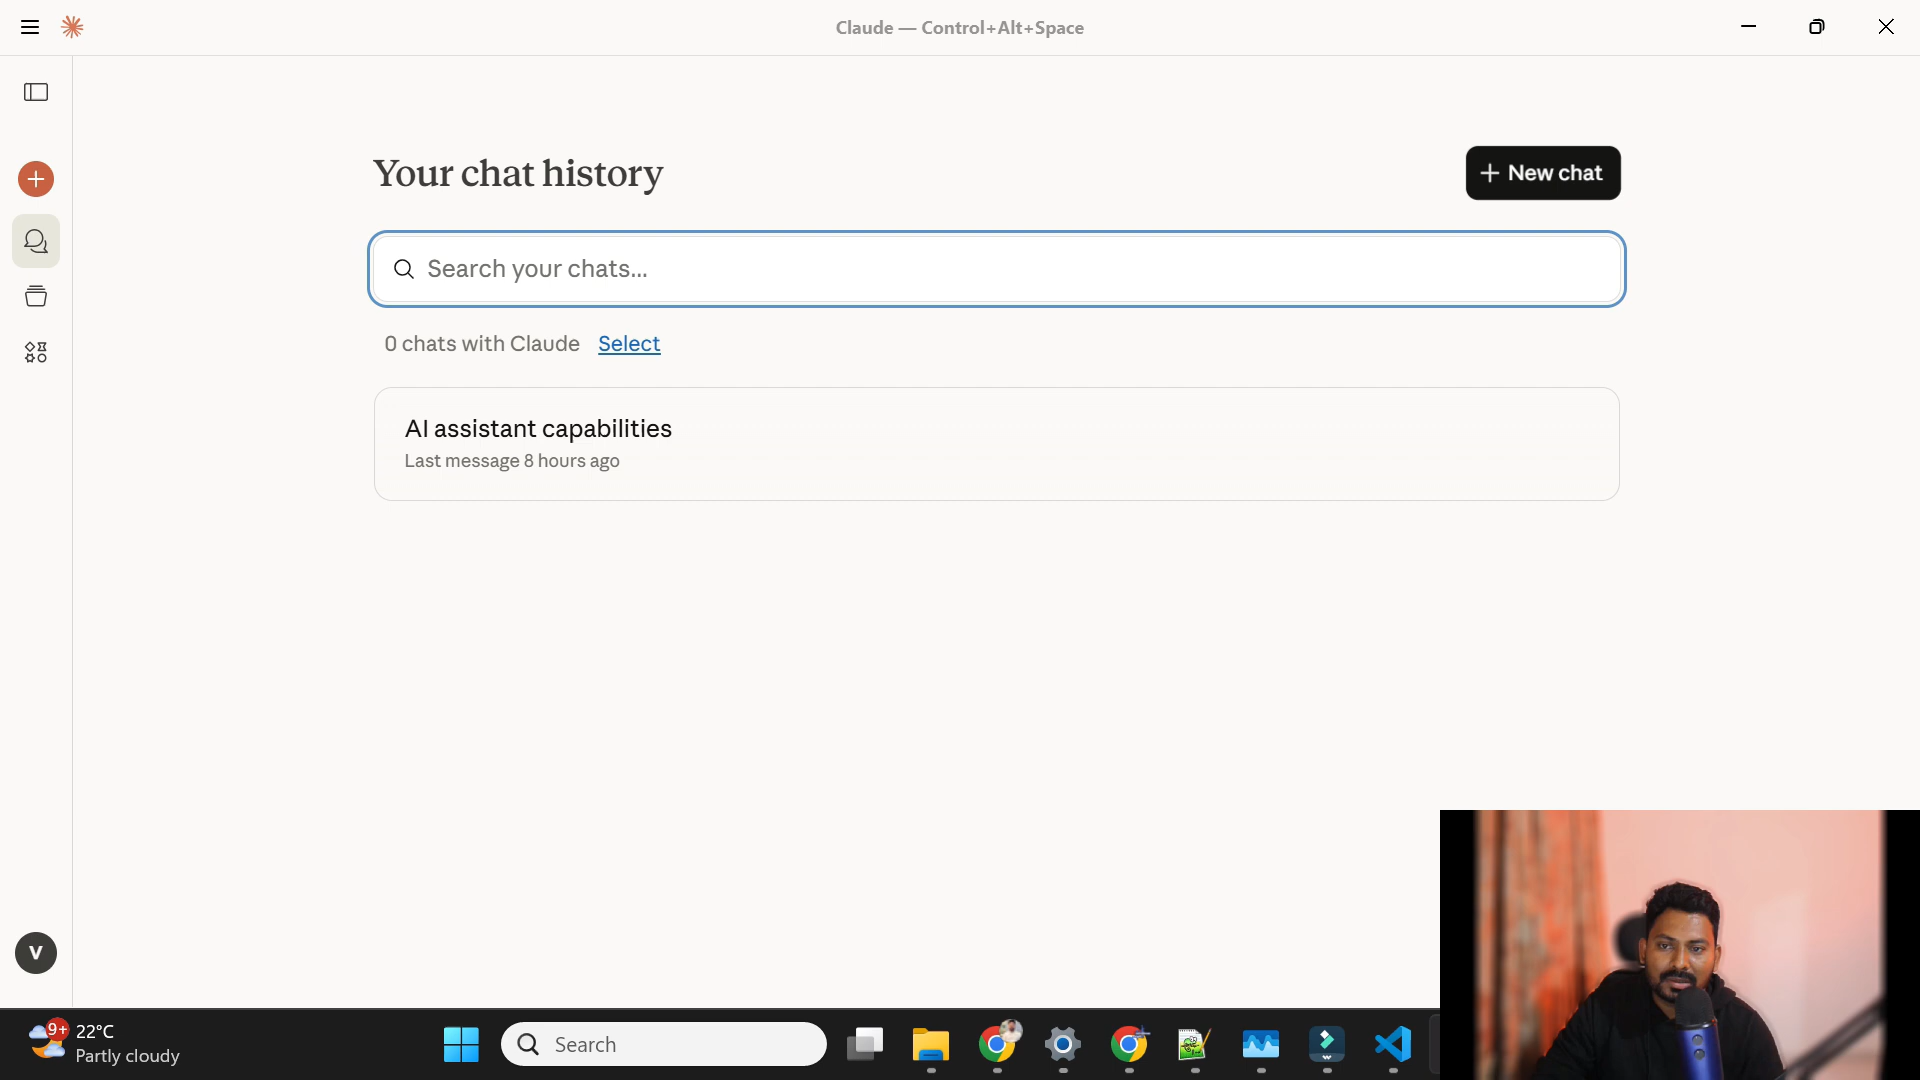 Claude — Control+Alt+Space
Your chat history
+ New chat
Search your chats...
0 chats with Claude Select
AI assistant capabilities
Last message 8 hours ago
V
9+
22°C
Partly cloudy
Search